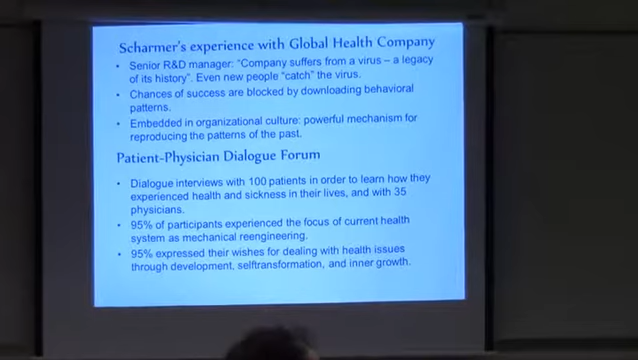 Scharmer's experience with Global Health Company
• Senior R&D manager: "Company suffers from a virus – a legacy
of its history". Even new people "catch" the virus.
• Chances of success are blocked by downloading behavioral
patterns.
• Embedded in organizational culture: powerful mechanism for
reproducing the patterns of the past.
Patient-Physician Dialogue Forum
• Dialogue interviews with 100 patients in order to learn how they
experienced health and sickness in their lives, and with 35
physicians.
• 95% of participants experienced the focus of current health
system as mechanical reengineering.
• 95% expressed their wishes for dealing with health issues
through development, selftransformation, and inner growth.